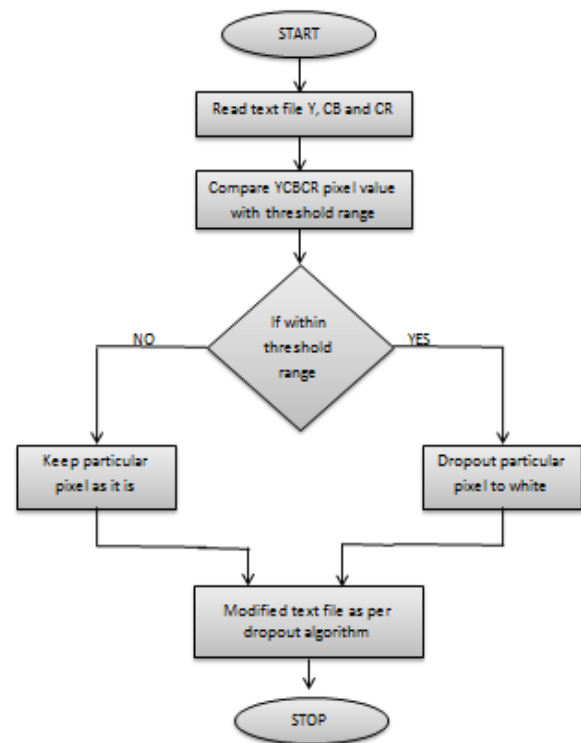 START
Read text file Y, CB and CR
Compare YCBCR pixel value
with threshold range
If within
threshold
range
NO
YES
Keep particular
pixel as it is
Dropout particular
pixel to white
Modified text file as per
dropout algorithm
STOP